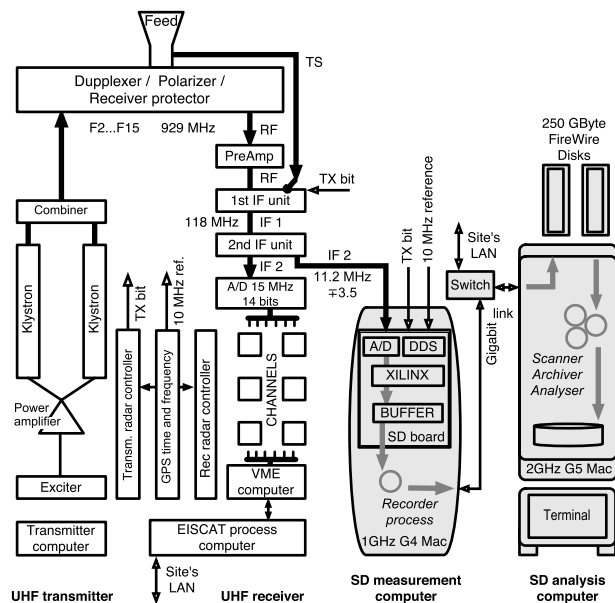 Feed
TS
Dupplexer / Polarizer /
Receiver protector
F2...F15
929 MHz
RF
PreAmp
RF
1st IF unit
TX bit
118 MHz
IF 1
2nd IF unit
IF 2
IF 2
11.2 MHz
∓3.5
A/D 15 MHz
14 bits
CHANNELS
VME
computer
EISCAT process
computer
Site's
LAN
UHF receiver
Combiner
Klystron
Klystron
Power
amplifier
Exciter
Transmitter
computer
UHF transmitter
TX bit
10 MHz ref.
Transm. radar controller
GPS time and frequency
Rec radar controller
TX bit
10 MHz reference
A/D
DDS
XILINX
BUFFER
SD board
Recorder
process
1GHz G4 Mac
SD measurement
computer
Site's
LAN
Switch
Gigabit
link
250 GByte
FireWire
Disks
Scanner
Archiver
Analyser
2GHz G5 Mac
Terminal
SD analysis
computer